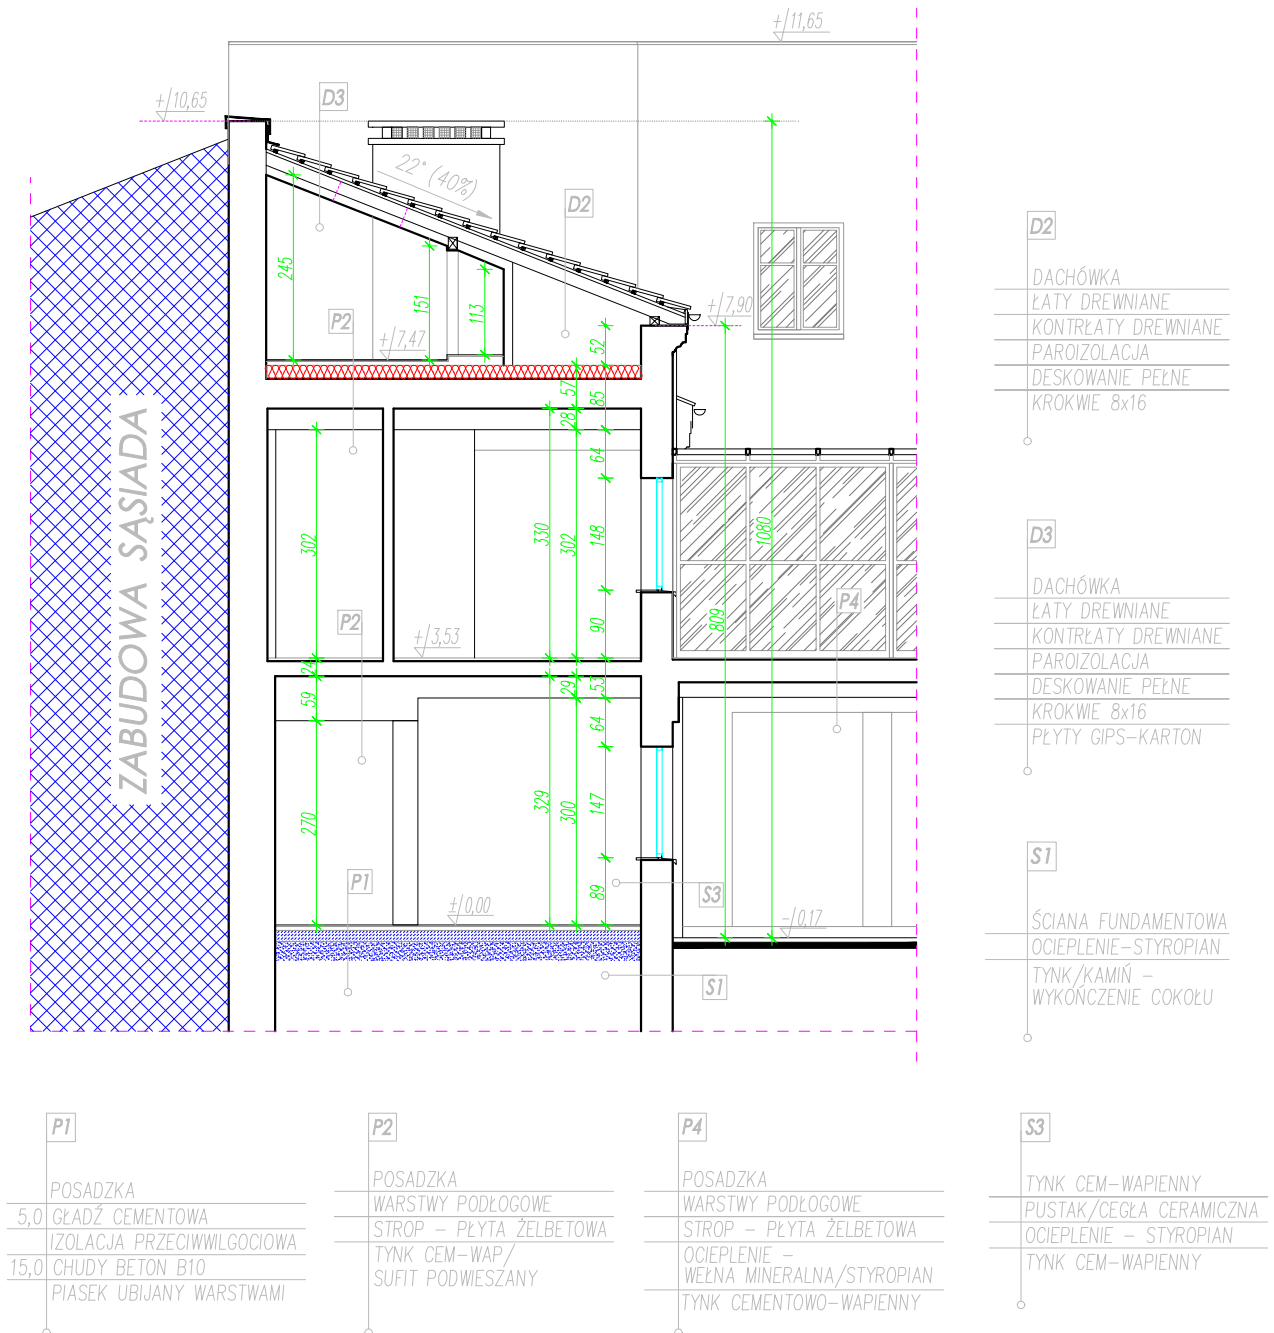 +/11,65
+/10,65
D3
22° (40%)
D2
245
151
113
P2
+/7,47
+/7,90
52
57
85
28
64
302
330
302
148
1080
P2
+/3,53
90
809
P4
24
59
29
53
64
270
329
300
147
P1
+/0,00
89
S3
-/0,17
S1
ZABUDOWA SĄSIADA
D2
DACHÓWKA
ŁATY DREWNIANE
KONTRŁATY DREWNIANE
PAROIZOLACJA
DESKOWANIE PEŁNE
KROKWIE 8x16
D3
DACHÓWKA
ŁATY DREWNIANE
KONTRŁATY DREWNIANE
PAROIZOLACJA
DESKOWANIE PEŁNE
KROKWIE 8x16
PŁYTY GIPS-KARTON
S1
ŚCIANA FUNDAMENTOWA
OCIEPLENIE-STYROPIAN
TYNK/KAMIŃ -
WYKOŃCZENIE COKOŁU
P1
POSADZKA
5,0 GŁADŹ CEMENTOWA
IZOLACJA PRZECIWWILGOCIOWA
15,0 CHUDY BETON B10
PIASEK UBIJANY WARSTWAMI
P2
POSADZKA
WARSTWY PODŁOGOWE
STROP - PŁYTA ŻELBETOWA
TYNK CEM-WAP/
SUFIT PODWIESZANY
P4
POSADZKA
WARSTWY PODŁOGOWE
STROP - PŁYTA ŻELBETOWA
OCIEPLENIE -
WEŁNA MINERALNA/STYROPIAN
TYNK CEMENTOWO-WAPIENNY
S3
TYNK CEM-WAPIENNY
PUSTAK/CEGŁA CERAMICZNA
OCIEPLENIE - STYROPIAN
TYNK CEM-WAPIENNY